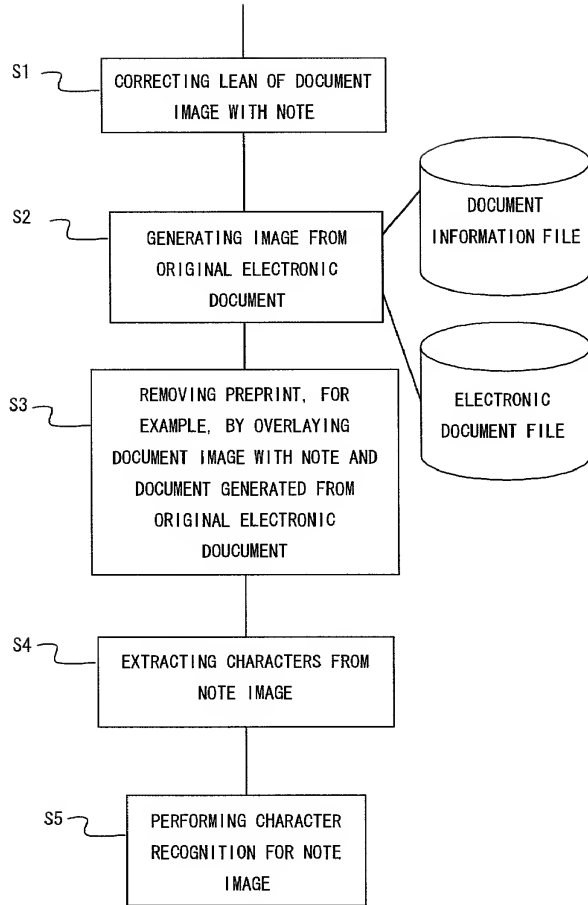 S1
CORRECTING LEAN OF DOCUMENT
IMAGE WITH NOTE
S2
GENERATING IMAGE FROM
ORIGINAL ELECTRONIC
DOCUMENT
DOCUMENT
INFORMATION FILE
S3
REMOVING PREPRINT, FOR
EXAMPLE, BY OVERLAYING
DOCUMENT IMAGE WITH NOTE AND
DOCUMENT GENERATED FROM
ORIGINAL ELECTRONIC
DOUCUMENT
ELECTRONIC
DOCUMENT FILE
S4
EXTRACTING CHARACTERS FROM
NOTE IMAGE
S5
PERFORMING CHARACTER
RECOGNITION FOR NOTE
IMAGE